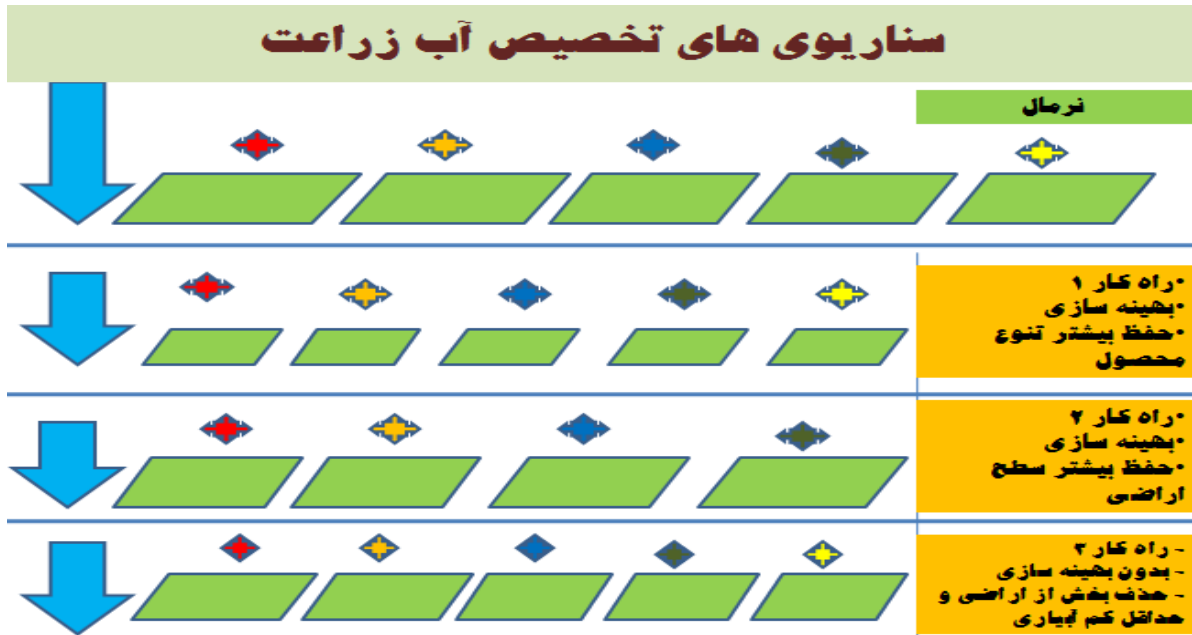 سناریوی های تخصیص آب زراعت
نرمال
•راه کار ۱
•بهینه سازی
•حفظ بیشتر تنوع
محصول
•راه کار ۲
•بهینه سازی
•حفظ بیشتر سطح
اراضی
- راه کار ۳
- بدون بهینه سازی
- حذف بخش از اراضی و
حداقل کم آبیاری